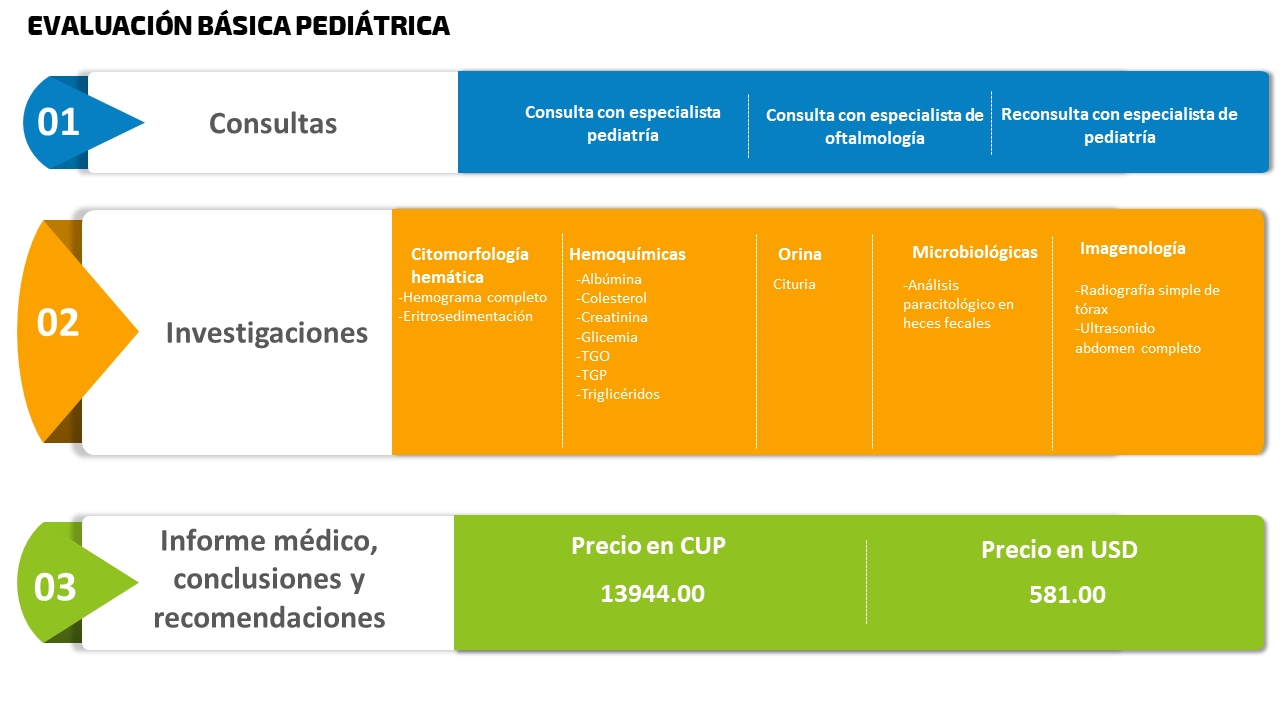 EVALUACIÓN BÁSICA PEDIÁTRICA
01
Consultas
Consulta con especialista
pediatría
Consulta con especialista de
oftalmología
Reconsulta con especialista de
pediatría
02
Investigaciones
Citomorfología
hemática
-Hemograma completo
-Eritrosedimentación
Hemoquímicas
-Albúmina
-Colesterol
-Creatinina
-Glicemia
-TGO
-TGP
-Triglicéridos
Orina
Cituria
Microbiológicas
-Análisis
paracitológico en
heces fecales
Imagenología
-Radiografía simple de
tórax
-Ultrasonido
abdomen completo
03
Informe médico,
conclusiones y
recomendaciones
Precio en CUP
13944.00
Precio en USD
581.00